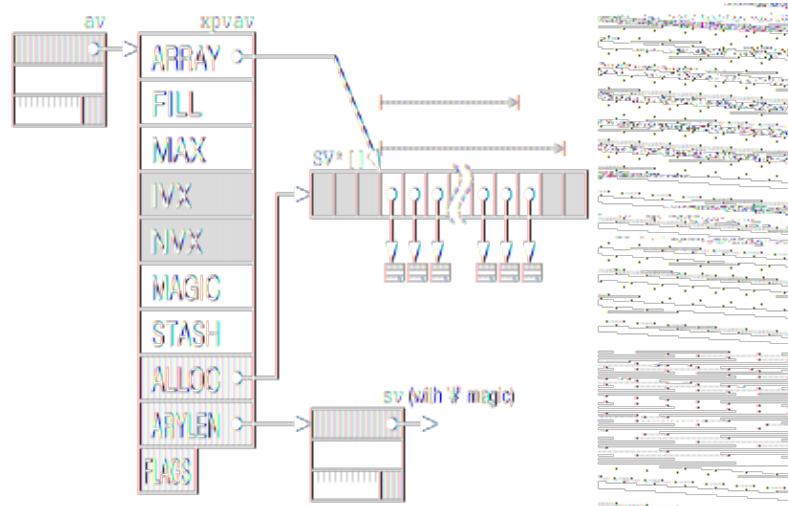 av
xpvav
ARRAY
FILL
MAX
SV* []
IVX
NVX
MAGIC
STASH
ALLOC
sv (with '#' magic)
ARYLEN
FLAGS